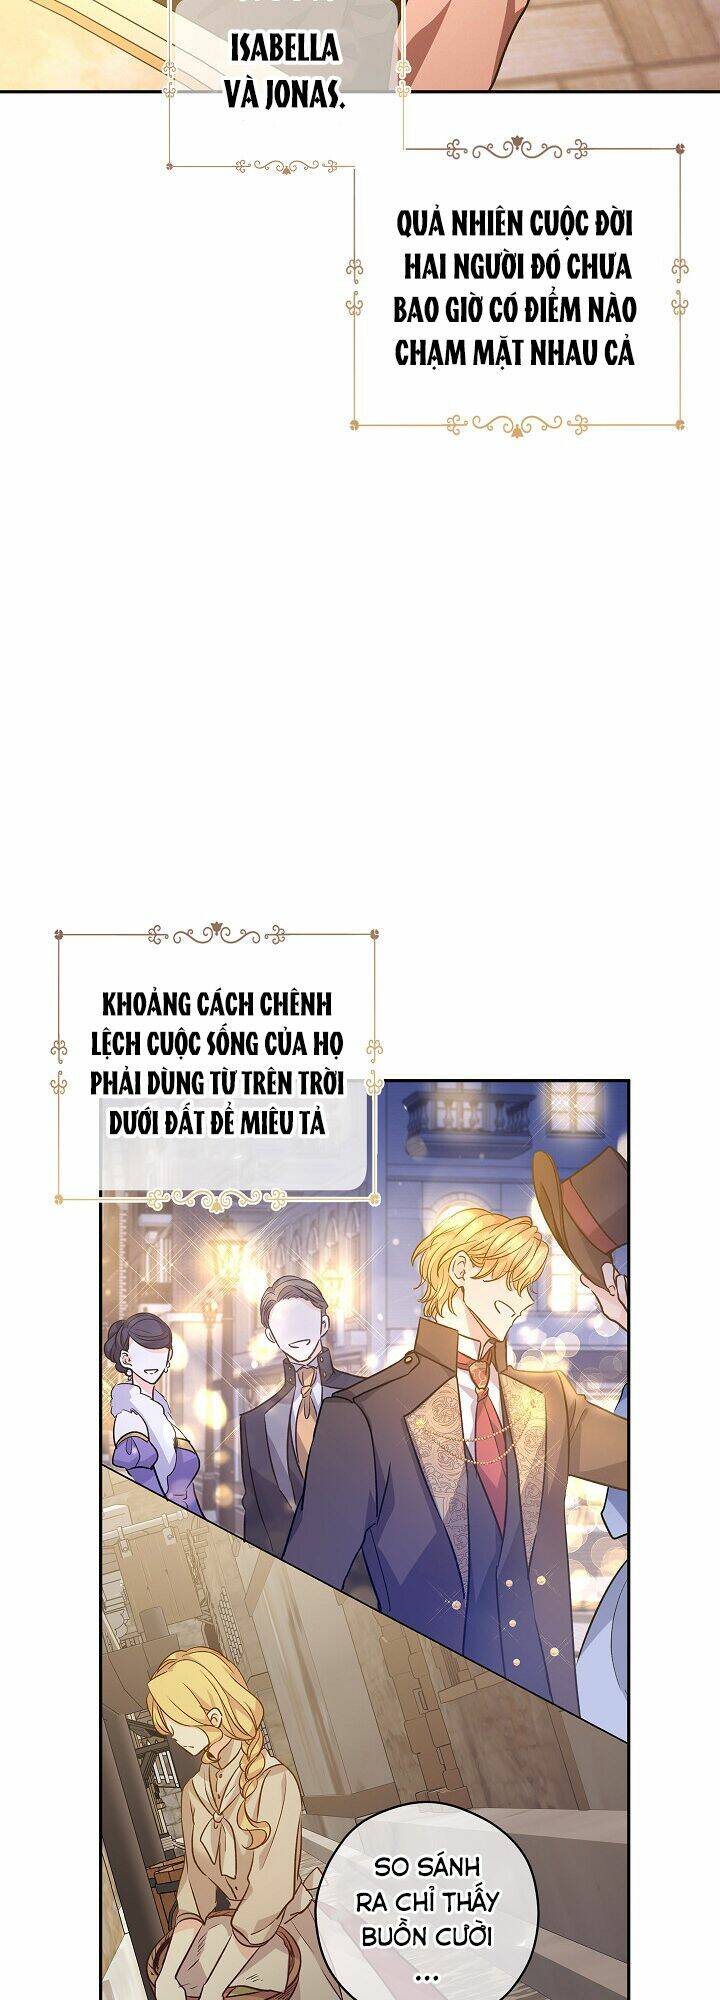 ISABELLA
VÀ JONAS.
QUẢ NHIÊN CUỘC ĐỜI
HAI NGƯỜI ĐÓ CHƯA
BAO GIỜ CÓ ĐIỂM NÀO
CHẠM MẶT NHAU CẢ
KHOẢNG CÁCH CHÊNH
LỆCH CUỘC SỐNG CỦA HỌ
PHẢI DÙNG TỪ TRÊN TRỜI
DƯỚI ĐẤT ĐỂ MIÊU TẢ
SO SÁNH
RA CHỈ THẤY
BUỒN CƯỜI
...